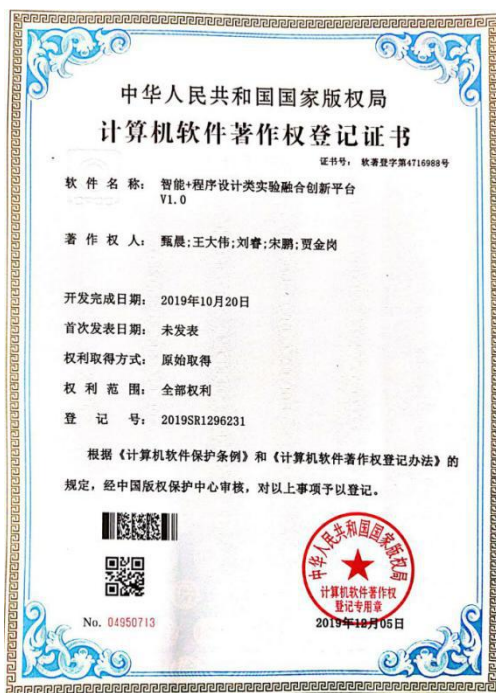 中华人民共和国国家版权局
计算机软件著作权登记证书
证书号： 软著登字第4716988号
软件名称： 智能+程序设计类实验融合创新平台
V1.0
著作权人： 甄晨;王大伟;刘睿;宋鹏;贾金岗
开发完成日期： 2019年10月20日
首次发表日期： 未发表
权利取得方式： 原始取得
权利范围： 全部权利
登记号： 2019SR1296231
根据《计算机软件保护条例》和《计算机软件著作权登记办法》的
规定，经中国版权保护中心审核，对以上事项予以登记。
中华人民共和国国家版权局
计算机软件著作权
登记专用章
No. 04950713
2019年12月05日